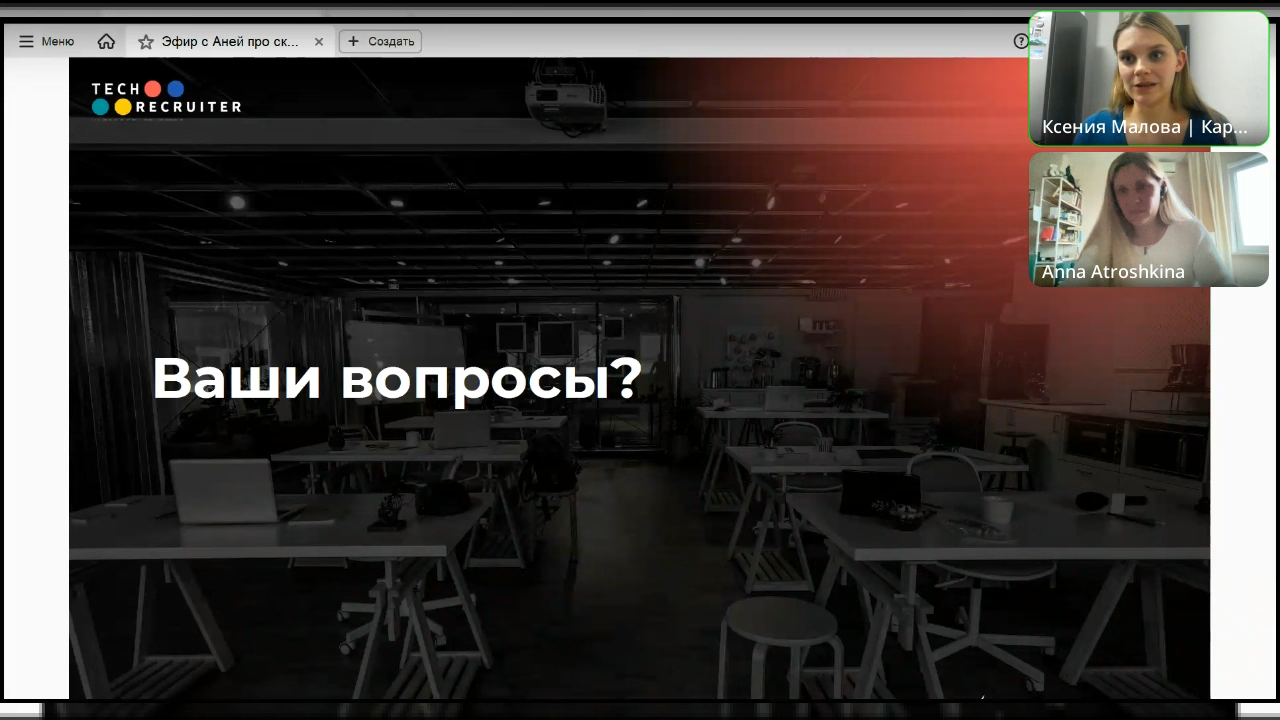 Меню
Эфир с Аней про ск...
Создать
TECH
RECRUITER
Ваши вопросы?
Ксения Малова | Кар...
Anna Atroshkina